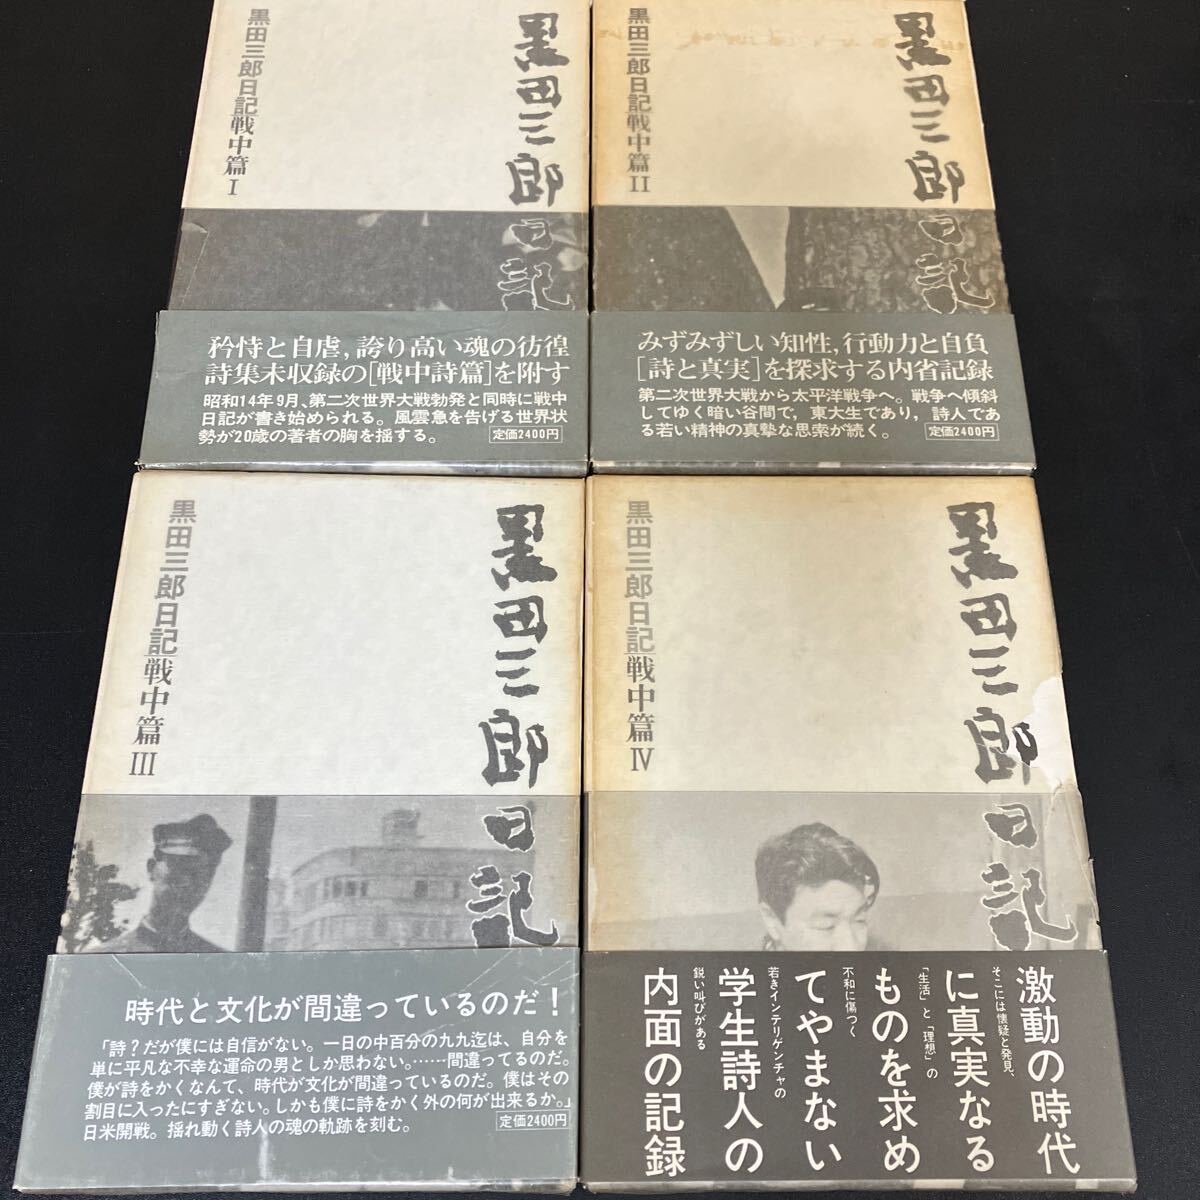 黒田三郎日記
黒田三郎日記|戦中篇I
矜恃と自虐,誇り高い魂の彷徨
詩集未収録の[戦中詩篇]を附す
昭和14年9月、第二次世界大戦勃発と同時に戦中
日記が書き始められる。風雲急を告げる世界状
勢が20歳の著者の胸を揺する。
定価2400円
黒田三郎日記
黒田三郎日記|戦中篇II
みずみずしい知性,行動力と自負
[詩と真実]を探求する内省記録
第二次世界大戦から太平洋戦争へ。戦争へ傾斜
してゆく暗い谷間で,東大生であり,詩人であ
る若い精神の真摯な思索が続く。
定価2400円
黒田三郎日記
黒田三郎日記|戦中篇III
時代と文化が間違っているのだ!
「詩?だが僕には自信がない。一日の中百分の九九迄は、自分を
単に平凡な不幸な運命の男としか思わない。……間違ってるのだ。
僕が詩をかくなんて、時代が文化が間違っているのだ。僕はその
割目に入ったにすぎない。しかも僕に詩をかく外の何が出来るか。」
日米開戦。揺れ動く詩人の魂の軌跡を刻む。
定価2400円
黒田三郎日記
黒田三郎日記|戦中篇IV
激動の時代
そこには懐疑と発見、
に真実なる
「生活」と「理想」の
ものを求め
不和に傷つく
てやまない
若きインテリゲンチャの
学生詩人の
鋭い叫びがある
内面の記録